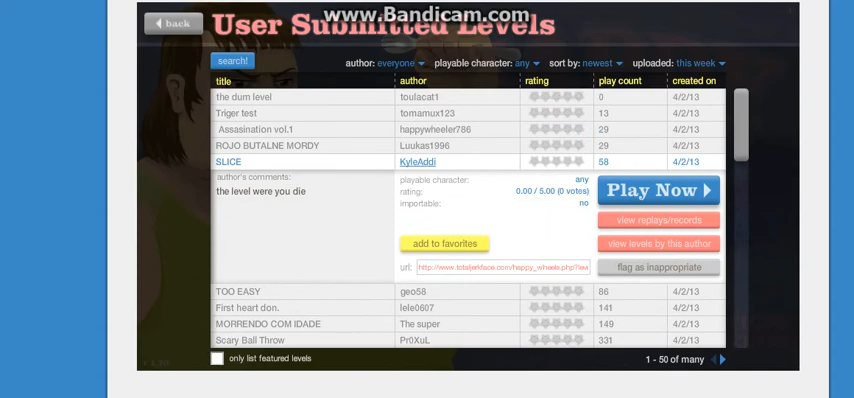 www.Bandicam.com
back
User Submitted Levels
search!
author: everyone playable character: any sort by: newest uploaded: this week
title author rating play count created on
the dum level toulacat1 0 4/2/13
Triger test tomamux123 13 4/2/13
Assasination vol.1 happywheeler786 29 4/2/13
ROJO BUTALNE MORDY Luukas1996 29 4/2/13
SLICE KyleAddi 58 4/2/13
author's comments:
the level were you die
playable character: any
rating: 0.00 / 5.00 (0 votes)
importable: no
Play Now
view replays/records
add to favorites
view levels by this author
url: http://www.totaljerkface.com/happy_wheels.php?lev
flag as inappropriate
TOO EASY geo58 86 4/2/13
First heart don. lele0607 141 4/2/13
MORRENDO COM IDADE The super 149 4/2/13
Scary Ball Throw Pr0XuL 331 4/2/13
only list featured levels
1 - 50 of many